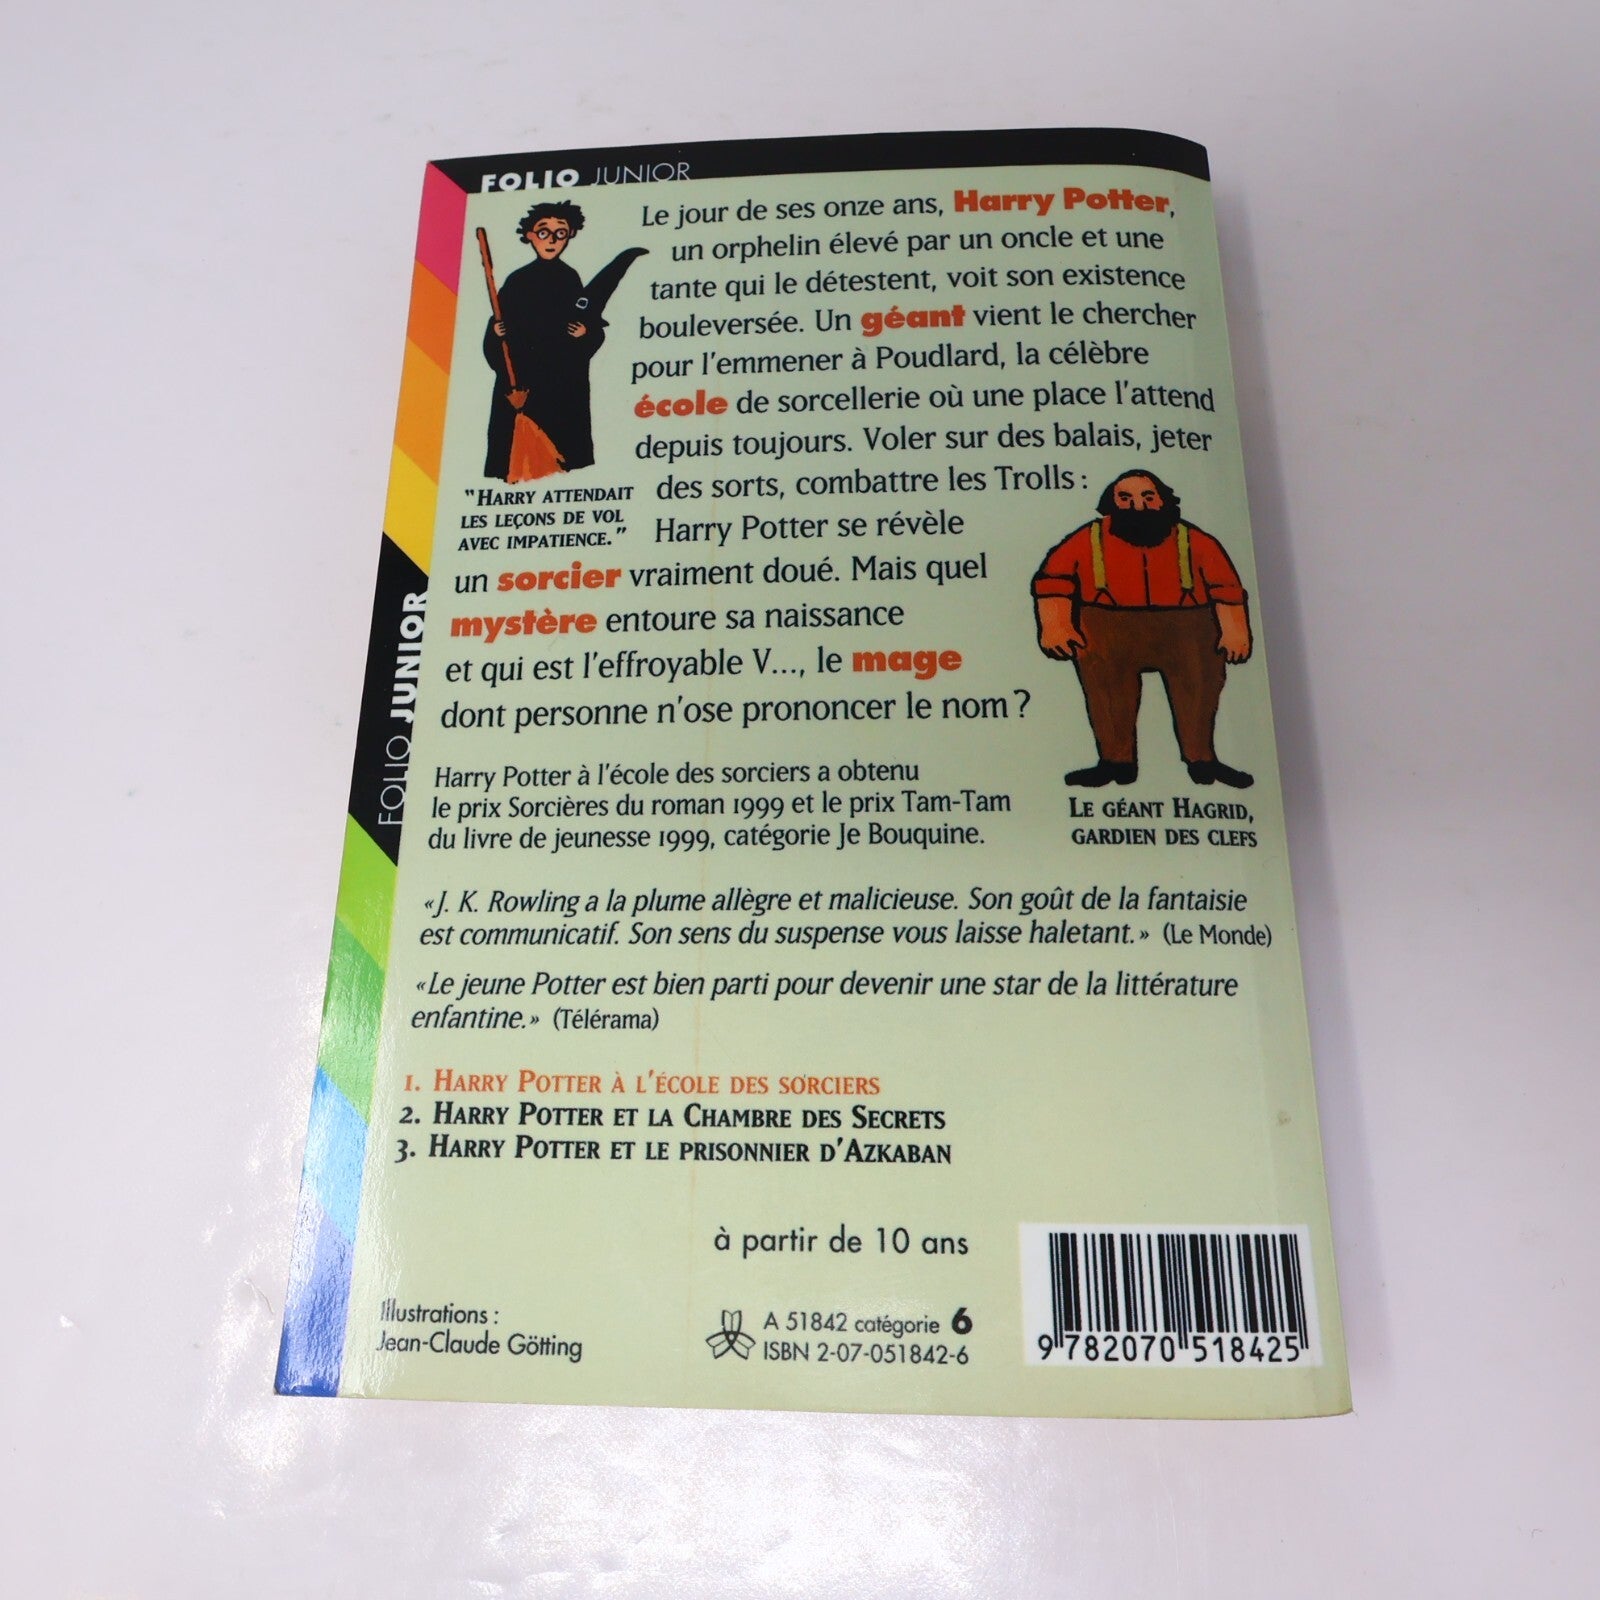 FOLIO JUNIOR
Le jour de ses onze ans, Harry Potter,
un orphelin élevé par un oncle et une
tante qui le détestent, voit son existence
bouleversée. Un géant vient le chercher
pour l'emmener à Poudlard, la célèbre
école de sorcellerie où une place l'attend
depuis toujours. Voler sur des balais, jeter
des sorts, combattre les Trolls :
Harry Potter se révèle
un sorcier vraiment doué. Mais quel
mystère entoure sa naissance
et qui est l'effroyable V..., le mage
dont personne n'ose prononcer le nom ?
"HARRY ATTENDAIT
LES LEÇONS DE VOL
AVEC IMPATIENCE."
FOLIO JUNIOR
LE GÉANT HAGRID,
GARDIEN DES CLEFS
Harry Potter à l'école des sorciers a obtenu
le prix Sorcières du roman 1999 et le prix Tam-Tam
du livre de jeunesse 1999, catégorie Je Bouquine.
«J. K. Rowling a la plume allègre et malicieuse. Son goût de la fantaisie
est communicatif. Son sens du suspense vous laisse haletant.» (Le Monde)
«Le jeune Potter est bien parti pour devenir une star de la littérature
enfantine.» (Télérama)
1. HARRY POTTER À L'ÉCOLE DES SORCIERS
2. HARRY POTTER ET LA CHAMBRE DES SECRETS
3. HARRY POTTER ET LE PRISONNIER D'AZKABAN
à partir de 10 ans
Illustrations :
Jean-Claude Götting
A 51842 catégorie 6
ISBN 2-07-051842-6
9 782070 518425